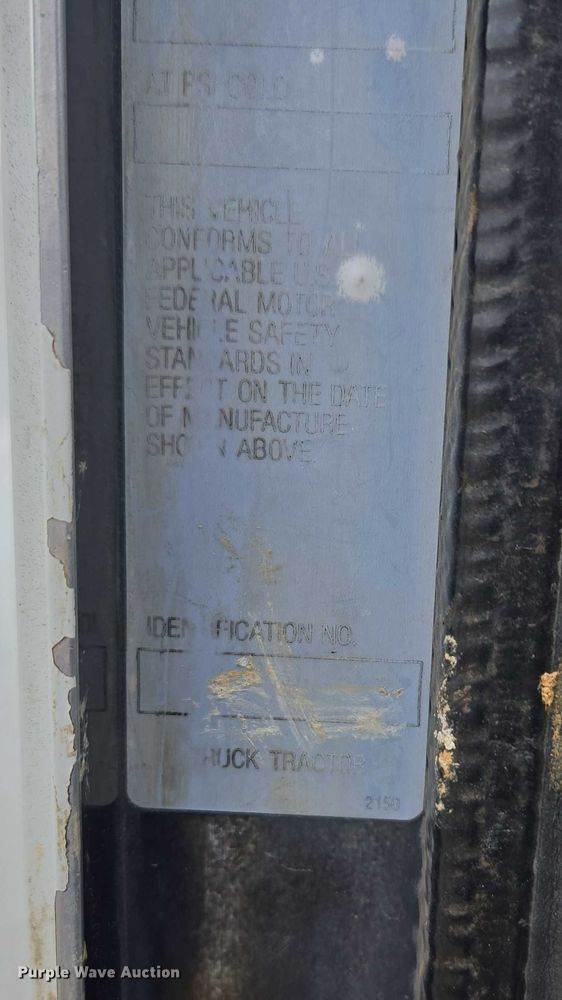 AT PSI COLD
THIS VEHICLE
CONFORMS TO ALL
APPLICABLE U.S.
FEDERAL MOTOR
VEHICLE SAFETY
STANDARDS IN
EFFECT ON THE DATE
OF MANUFACTURE
SHOWN ABOVE.
IDENTIFICATION NO.
TRUCK TRACTOR
2150
Purple Wave Auction